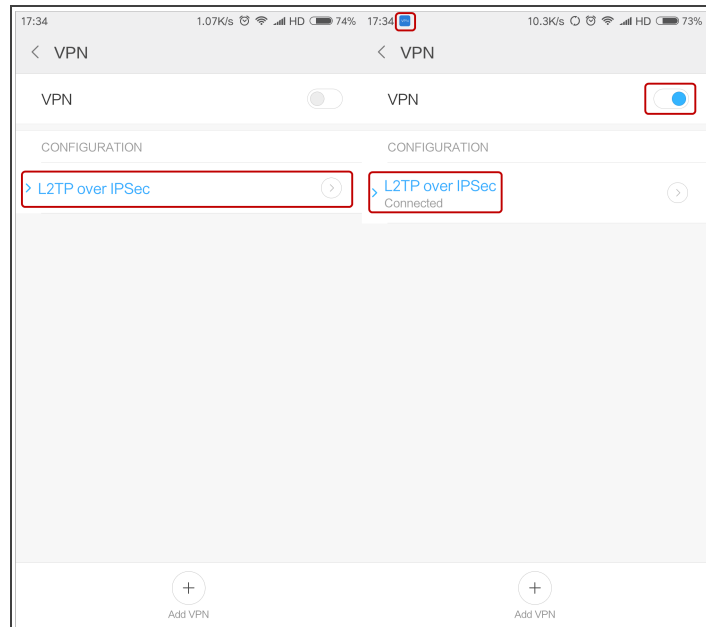 17:34 1.07K/s HD 74%
VPN
VPN
CONFIGURATION
L2TP over IPSec
Add VPN
17:34 10.3K/s HD 73%
VPN
VPN
CONFIGURATION
L2TP over IPSec
Connected
Add VPN